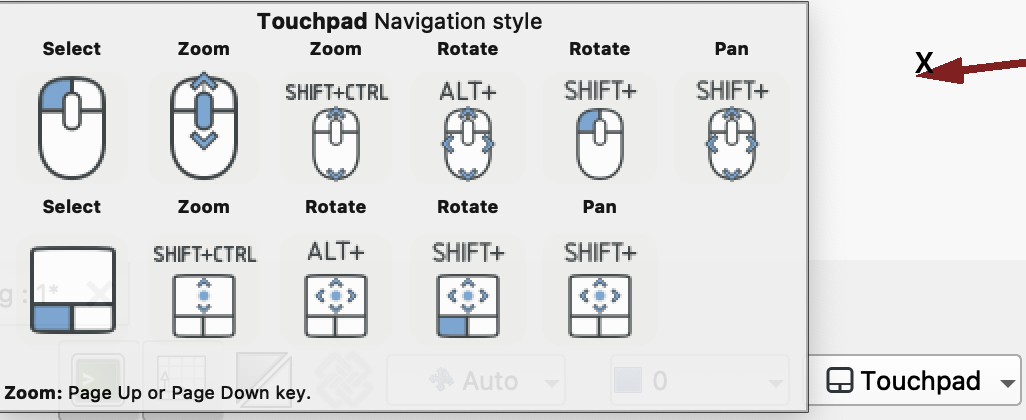 Touchpad Navigation style
Select Zoom Zoom Rotate Rotate Pan
SHIFT+CTRL ALT+ SHIFT+ SHIFT+
X
Select Zoom Rotate Rotate Pan
SHIFT+CTRL ALT+ SHIFT+ SHIFT+
g : 1*
Auto 0 Touchpad
Zoom: Page Up or Page Down key.